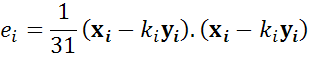 $e_i = \frac{1}{31}(\mathbf{x}_i - k_i\mathbf{y}_i).(\mathbf{x}_i - k_i\mathbf{y}_i)$